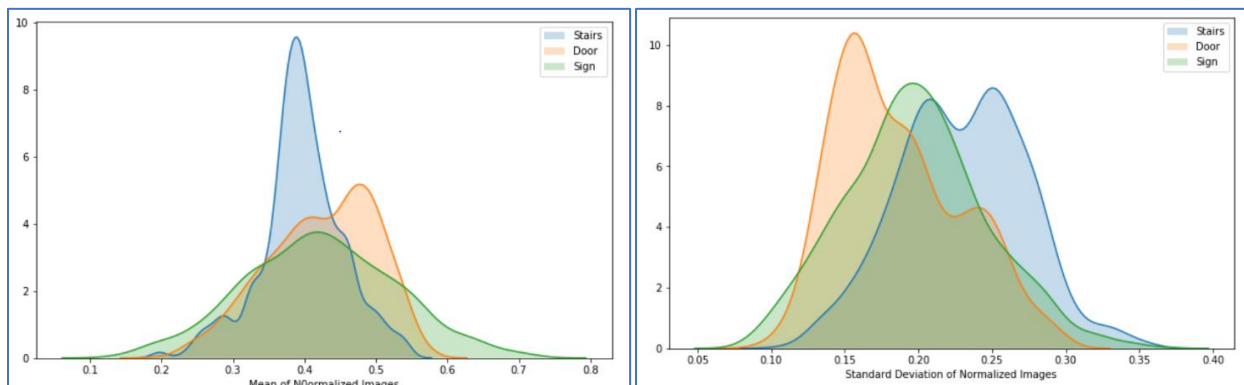 10
8
6
4
2
0
Stairs
Door
Sign
0.1 0.2 0.3 0.4 0.5 0.6 0.7 0.8
Mean of N0ormalized Images
10
8
6
4
2
0
Stairs
Door
Sign
0.05 0.10 0.15 0.20 0.25 0.30 0.35 0.40
Standard Deviation of Normalized Images